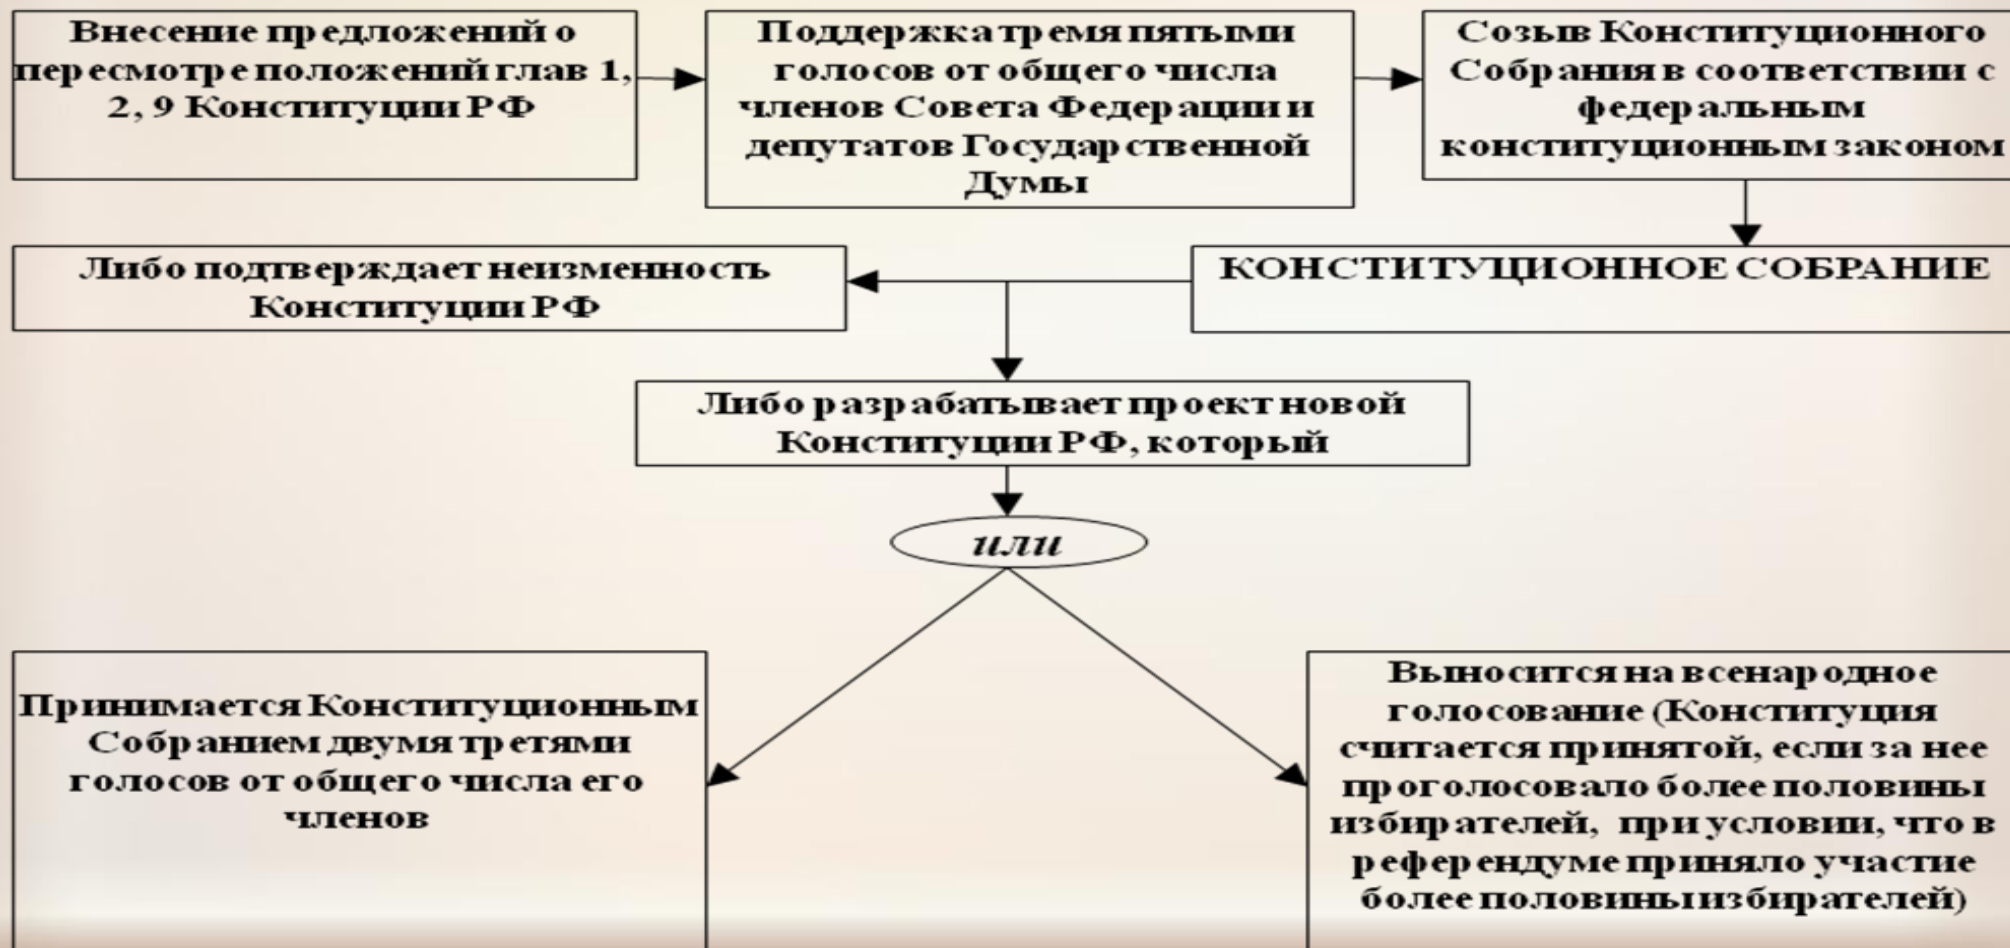 Внесение предложений о
пересмотре положений глав 1,
2, 9 Конституции РФ
Поддержка тремя пятыми
голосов от общего числа
членов Совета Федерации и
депутатов Государственной
Думы
Созыв Конституционного
Собрания в соответствии с
федеральным
конституционным законом
Либо подтверждает неизменность
Конституции РФ
КОНСТИТУЦИОННОЕ СОБРАНИЕ
Либо разрабатывает проект новой
Конституции РФ, который
или
Принимается Конституционным
Собранием двумя третями
голосов от общего числа его
членов
Выносится на всенародное
голосование (Конституция
считается принятой, если за нее
проголосовало более половины
избирателей, при условии, что в
референдуме приняло участие
более половины избирателей)